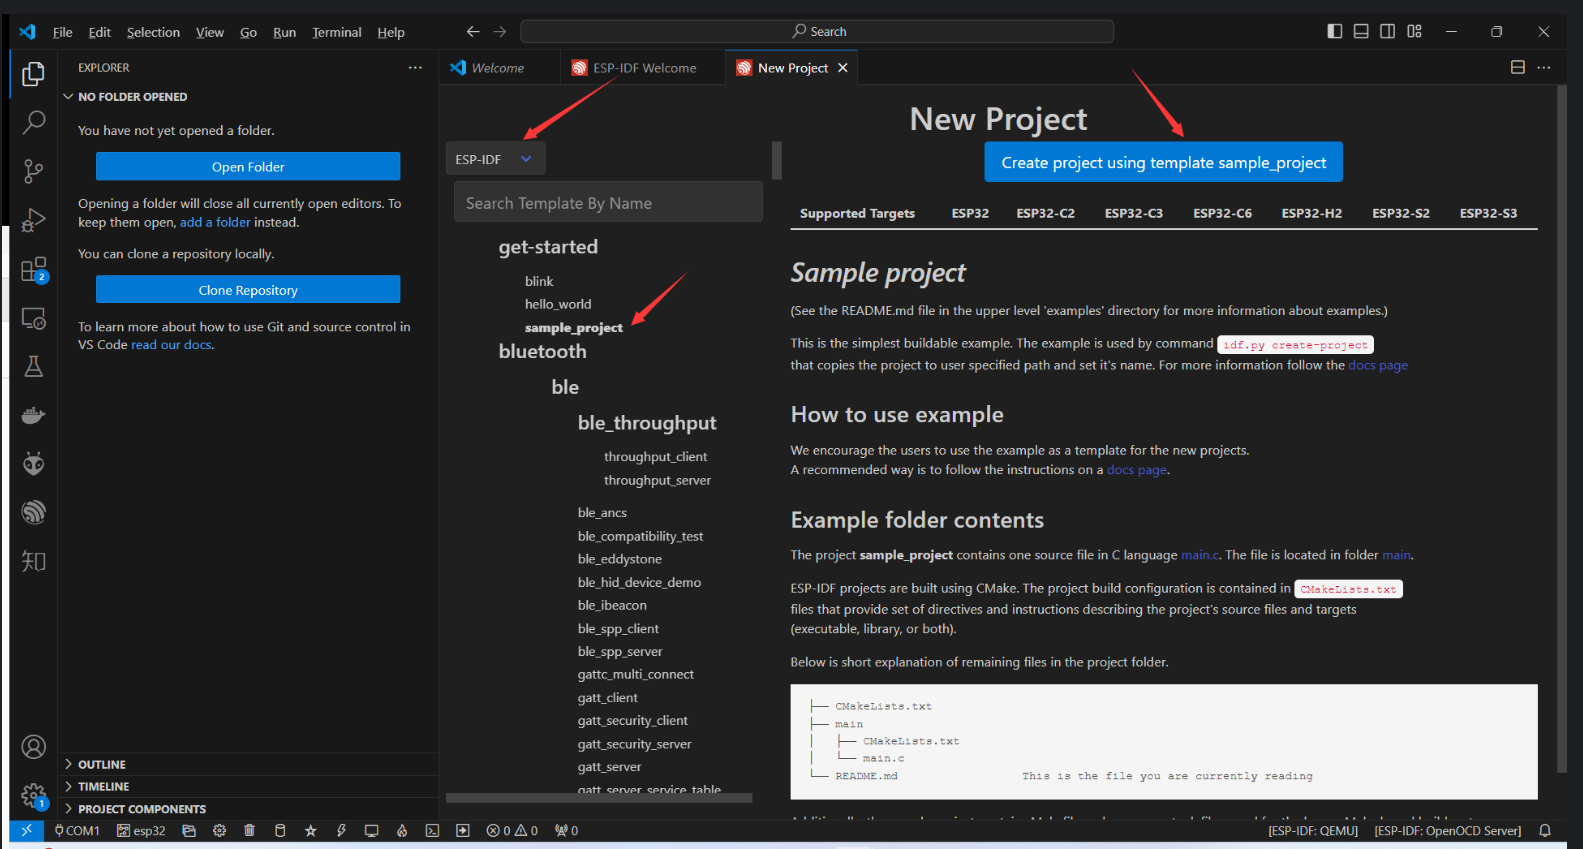 File Edit Selection View Go Run Terminal Help
Search
EXPLORER
NO FOLDER OPENED
You have not yet opened a folder.
Open Folder
Opening a folder will close all currently open editors. To
keep them open, add a folder instead.
You can clone a repository locally.
Clone Repository
To learn more about how to use Git and source control in
VS Code read our docs.
2
知
1
OUTLINE
TIMELINE
PROJECT COMPONENTS
Welcome
ESP-IDF Welcome
New Project
ESP-IDF
Search Template By Name
get-started
blink
hello_world
sample_project
bluetooth
ble
ble_throughput
throughput_client
throughput_server
ble_ancs
ble_compatibility_test
ble_eddystone
ble_hid_device_demo
ble_ibeacon
ble_spp_client
ble_spp_server
gattc_multi_connect
gatt_client
gatt_security_client
gatt_security_server
gatt_server
gatt_server_service_table
New Project
Create project using template sample_project
Supported Targets ESP32 ESP32-C2 ESP32-C3 ESP32-C6 ESP32-H2 ESP32-S2 ESP32-S3
Sample project
(See the README.md file in the upper level 'examples' directory for more information about examples.)
This is the simplest buildable example. The example is used by command idf.py create-project
that copies the project to user specified path and set it's name. For more information follow the docs page
How to use example
We encourage the users to use the example as a template for the new projects.
A recommended way is to follow the instructions on a docs page.
Example folder contents
The project sample_project contains one source file in C language main.c. The file is located in folder main.
ESP-IDF projects are built using CMake. The project build configuration is contained in CMakeLists.txt
files that provide set of directives and instructions describing the project's source files and targets
(executable, library, or both).
Below is short explanation of remaining files in the project folder.
├── CMakeLists.txt
├── main
│   ├── CMakeLists.txt
│   └── main.c
└── README.md                  This is the file you are currently reading
COM1 esp32 0 0 0 [ESP-IDF: QEMU] [ESP-IDF: OpenOCD Server]